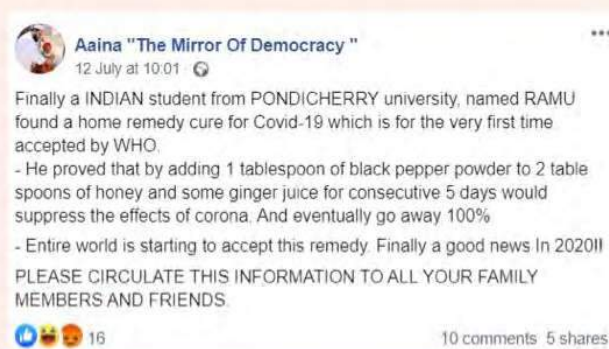 Aaina "The Mirror Of Democracy "
12 July at 10:01
Finally a INDIAN student from PONDICHERRY university, named RAMU
found a home remedy cure for Covid-19 which is for the very first time
accepted by WHO.
- He proved that by adding 1 tablespoon of black pepper powder to 2 table
spoons of honey and some ginger juice for consecutive 5 days would
suppress the effects of corona. And eventually go away 100%
- Entire world is starting to accept this remedy. Finally a good news In 2020!!
PLEASE CIRCULATE THIS INFORMATION TO ALL YOUR FAMILY
MEMBERS AND FRIENDS.
16
10 comments 5 shares